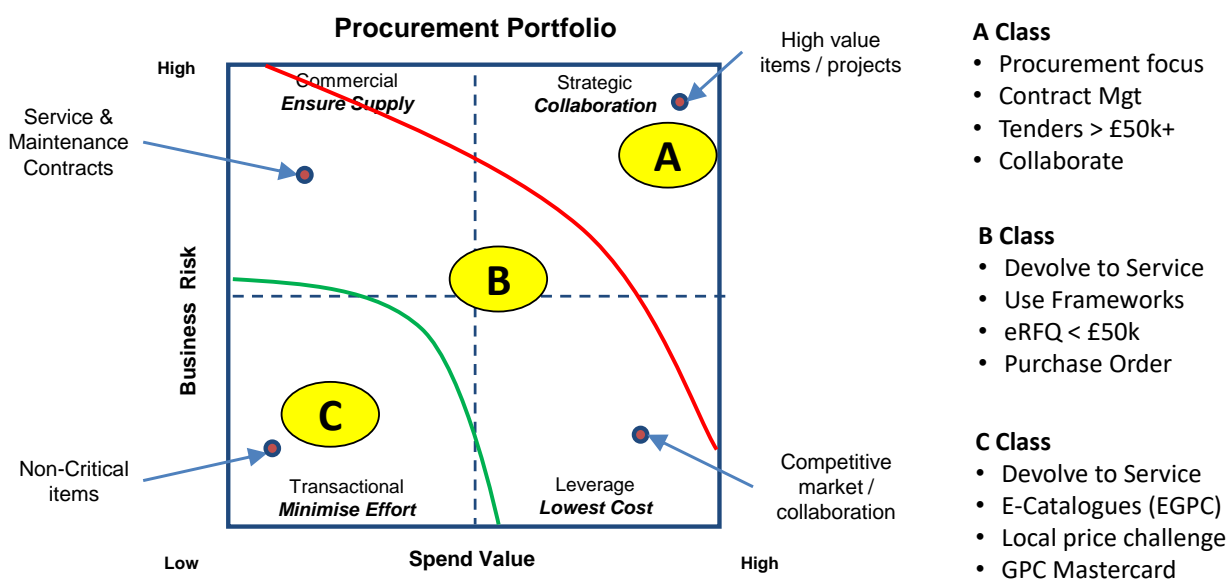 Procurement Portfolio
High
Commercial
Ensure Supply
Strategic
Collaboration
High value
items / projects
Service &
Maintenance
Contracts
A
B
C
Business Risk
Non-Critical
items
Transactional
Minimise Effort
Leverage
Lowest Cost
Competitive
market /
collaboration
Low
Spend Value
High
A Class
• Procurement focus
• Contract Mgt
• Tenders > £50k+
• Collaborate
B Class
• Devolve to Service
• Use Frameworks
• eRFQ < £50k
• Purchase Order
C Class
• Devolve to Service
• E-Catalogues (EGPC)
• Local price challenge
• GPC Mastercard